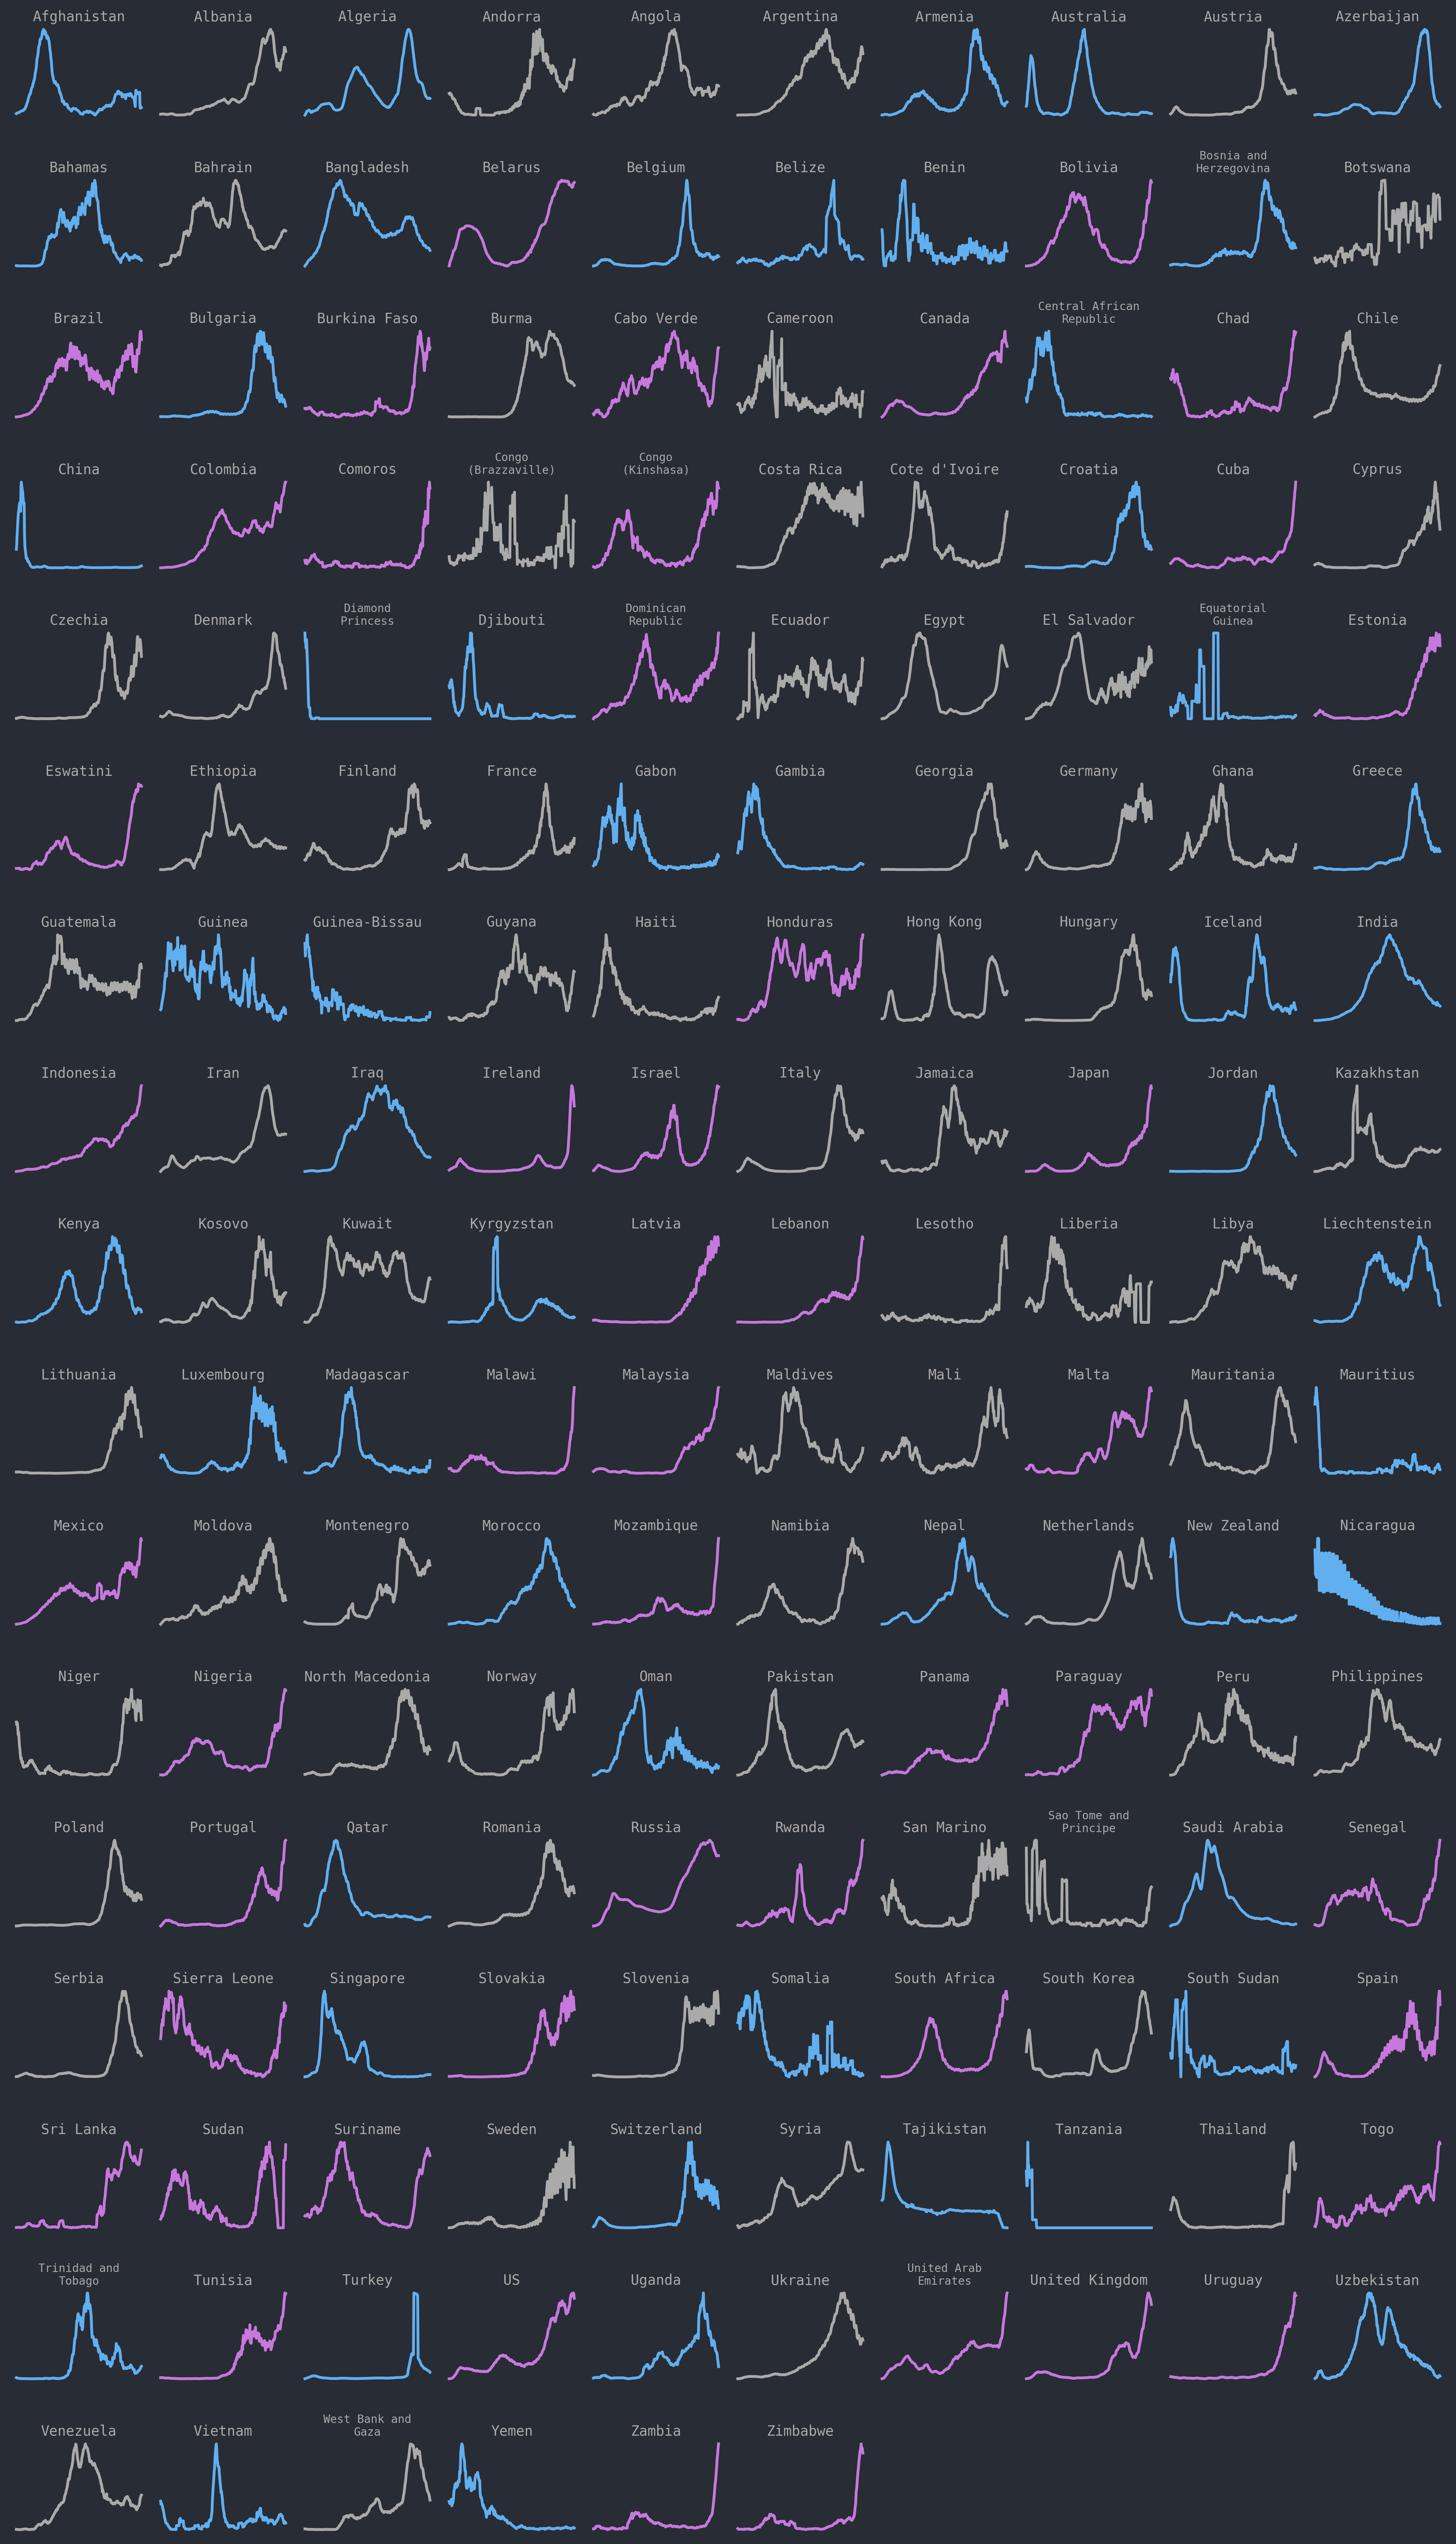 Afghanistan
Albania
Algeria
Andorra
Angola
Argentina
Armenia
Australia
Austria
Azerbaijan
Bahamas
Bahrain
Bangladesh
Belarus
Belgium
Belize
Benin
Bolivia
Bosnia and
Herzegovina
Botswana
Brazil
Bulgaria
Burkina Faso
Burma
Cabo Verde
Cameroon
Canada
Central African
Republic
Chad
Chile
China
Colombia
Comoros
Congo
(Brazzaville)
Congo
(Kinshasa)
Costa Rica
Cote d'Ivoire
Croatia
Cuba
Cyprus
Czechia
Denmark
Diamond
Princess
Djibouti
Dominican
Republic
Ecuador
Egypt
El Salvador
Equatorial
Guinea
Estonia
Eswatini
Ethiopia
Finland
France
Gabon
Gambia
Georgia
Germany
Ghana
Greece
Guatemala
Guinea
Guinea-Bissau
Guyana
Haiti
Honduras
Hong Kong
Hungary
Iceland
India
Indonesia
Iran
Iraq
Ireland
Israel
Italy
Jamaica
Japan
Jordan
Kazakhstan
Kenya
Kosovo
Kuwait
Kyrgyzstan
Latvia
Lebanon
Lesotho
Liberia
Libya
Liechtenstein
Lithuania
Luxembourg
Madagascar
Malawi
Malaysia
Maldives
Mali
Malta
Mauritania
Mauritius
Mexico
Moldova
Montenegro
Morocco
Mozambique
Namibia
Nepal
Netherlands
New Zealand
Nicaragua
Niger
Nigeria
North Macedonia
Norway
Oman
Pakistan
Panama
Paraguay
Peru
Philippines
Poland
Portugal
Qatar
Romania
Russia
Rwanda
San Marino
Sao Tome and
Principe
Saudi Arabia
Senegal
Serbia
Sierra Leone
Singapore
Slovakia
Slovenia
Somalia
South Africa
South Korea
South Sudan
Spain
Sri Lanka
Sudan
Suriname
Sweden
Switzerland
Syria
Tajikistan
Tanzania
Thailand
Togo
Trinidad and
Tobago
Tunisia
Turkey
US
Uganda
Ukraine
United Arab
Emirates
United Kingdom
Uruguay
Uzbekistan
Venezuela
Vietnam
West Bank and
Gaza
Yemen
Zambia
Zimbabwe